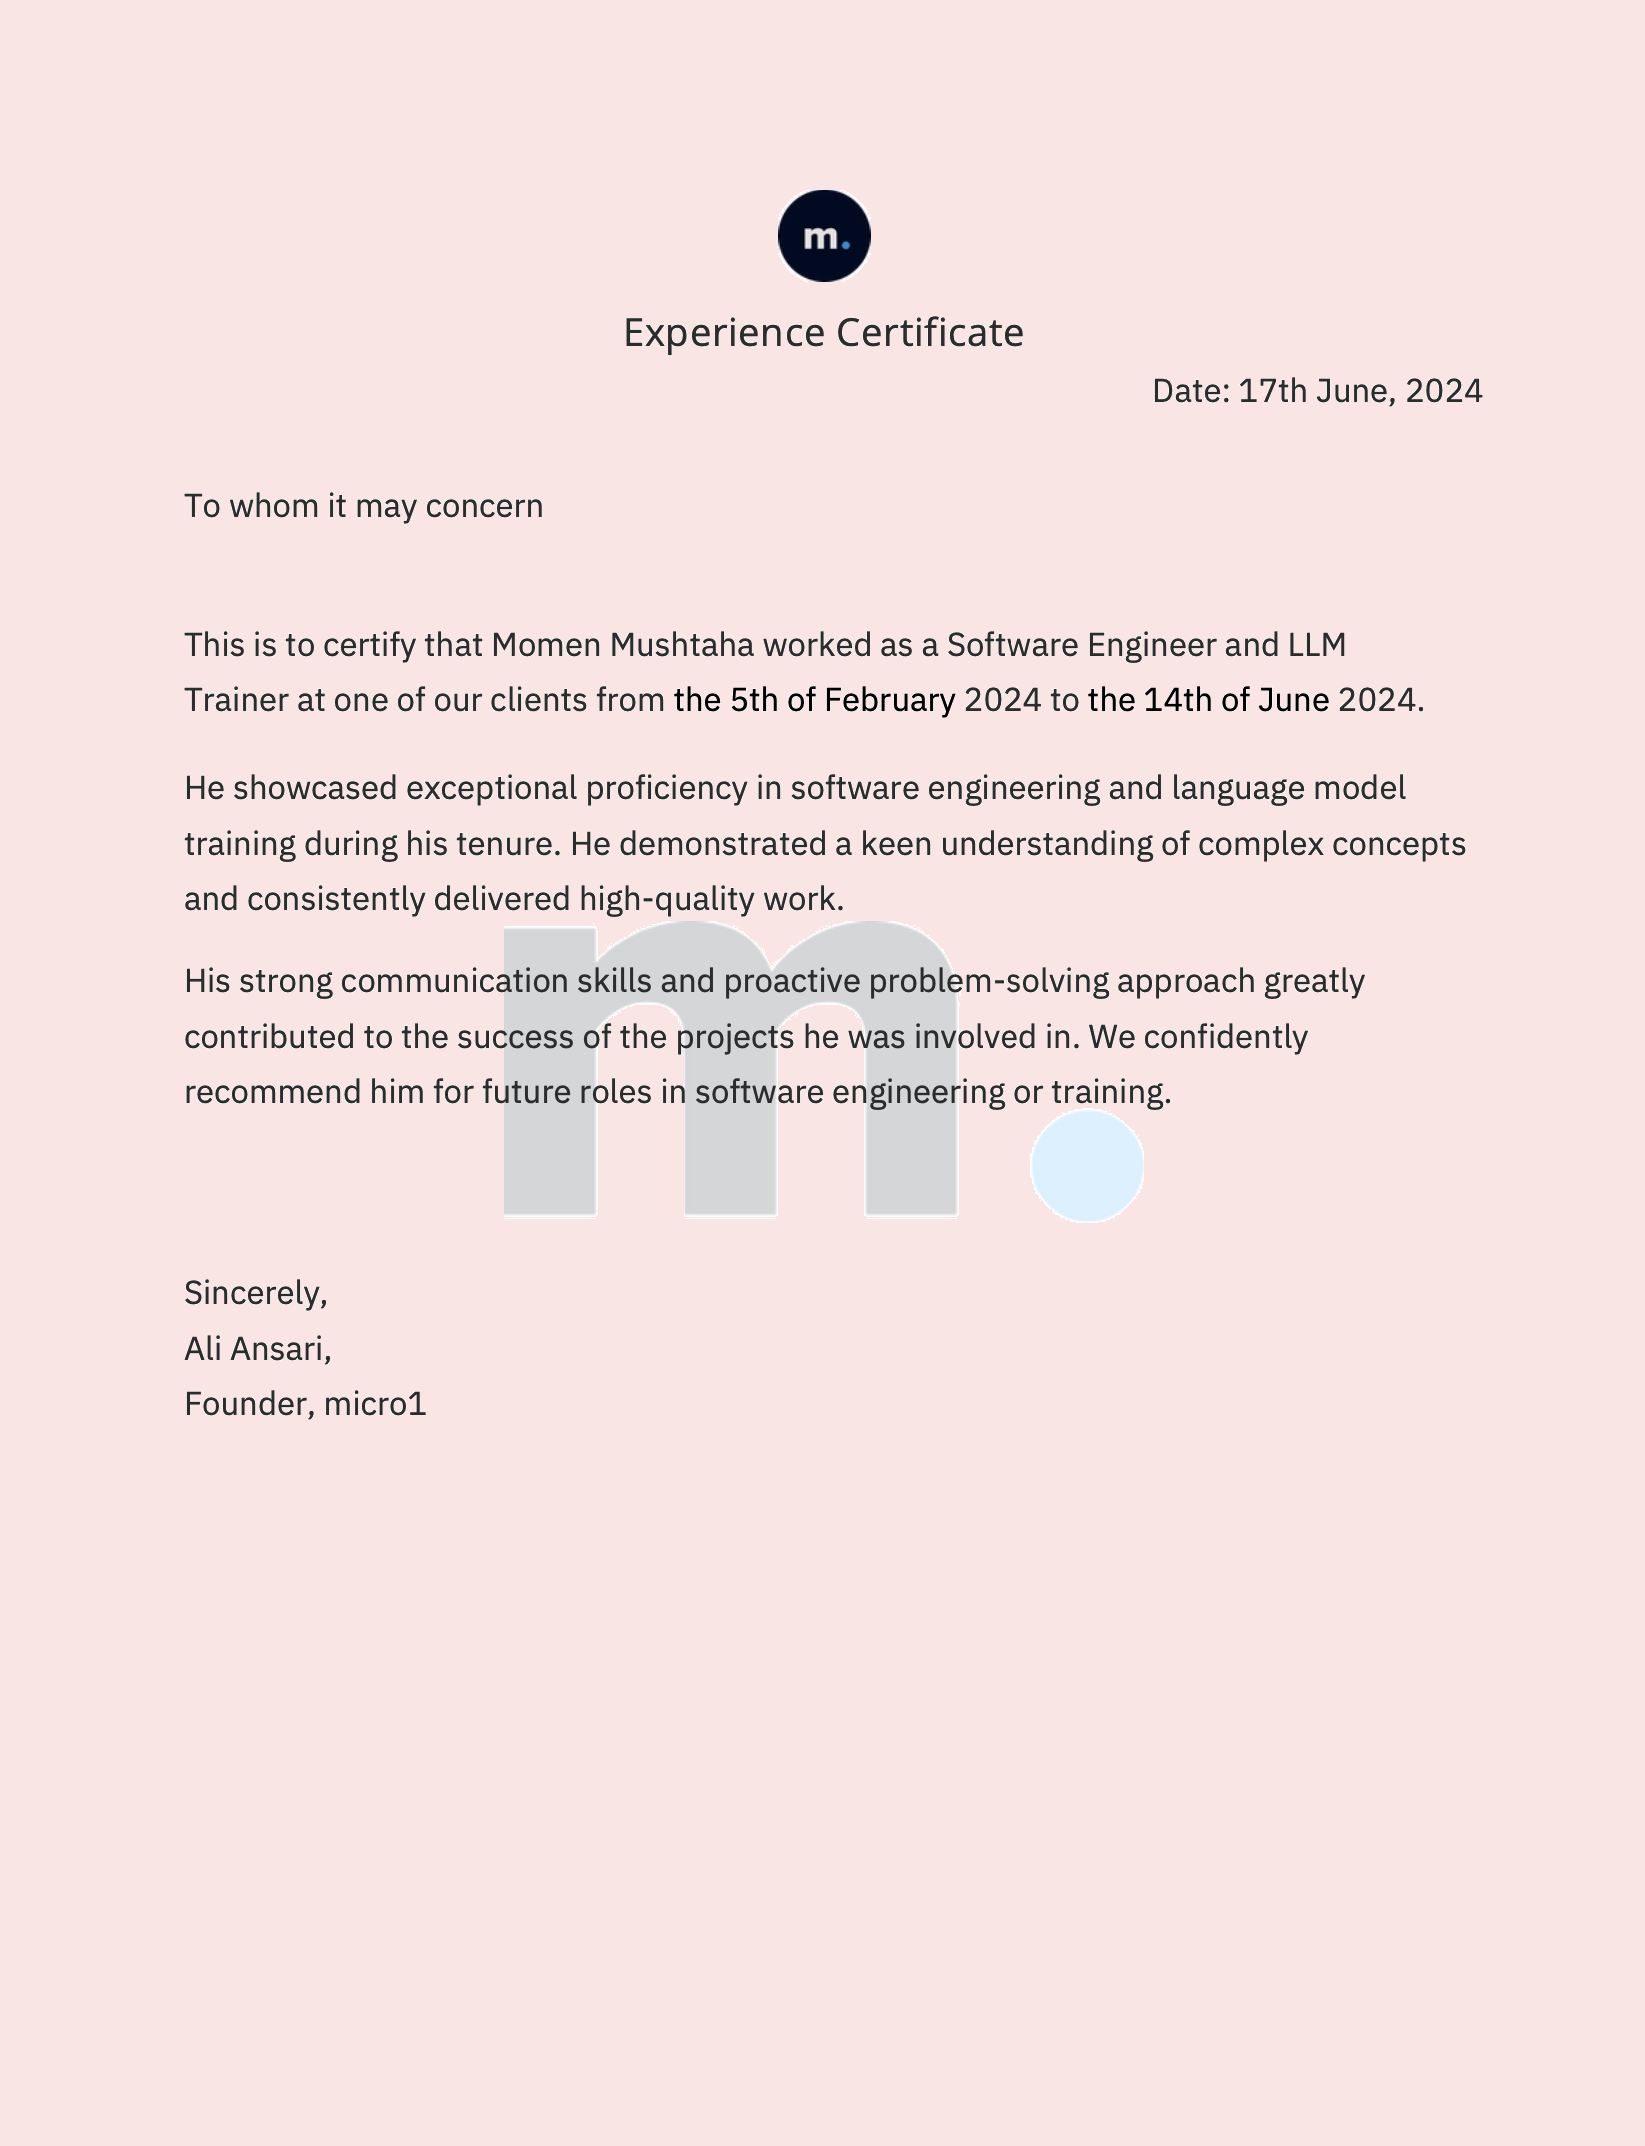 m.
Experience Certificate
Date: 17th June, 2024
To whom it may concern
This is to certify that Momen Mushtaha worked as a Software Engineer and LLM
Trainer at one of our clients from the 5th of February 2024 to the 14th of June 2024.
He showcased exceptional proficiency in software engineering and language model
training during his tenure. He demonstrated a keen understanding of complex concepts
and consistently delivered high-quality work.
m.
His strong communication skills and proactive problem-solving approach greatly
contributed to the success of the projects he was involved in. We confidently
recommend him for future roles in software engineering or training.
Sincerely,
Ali Ansari,
Founder, micro1